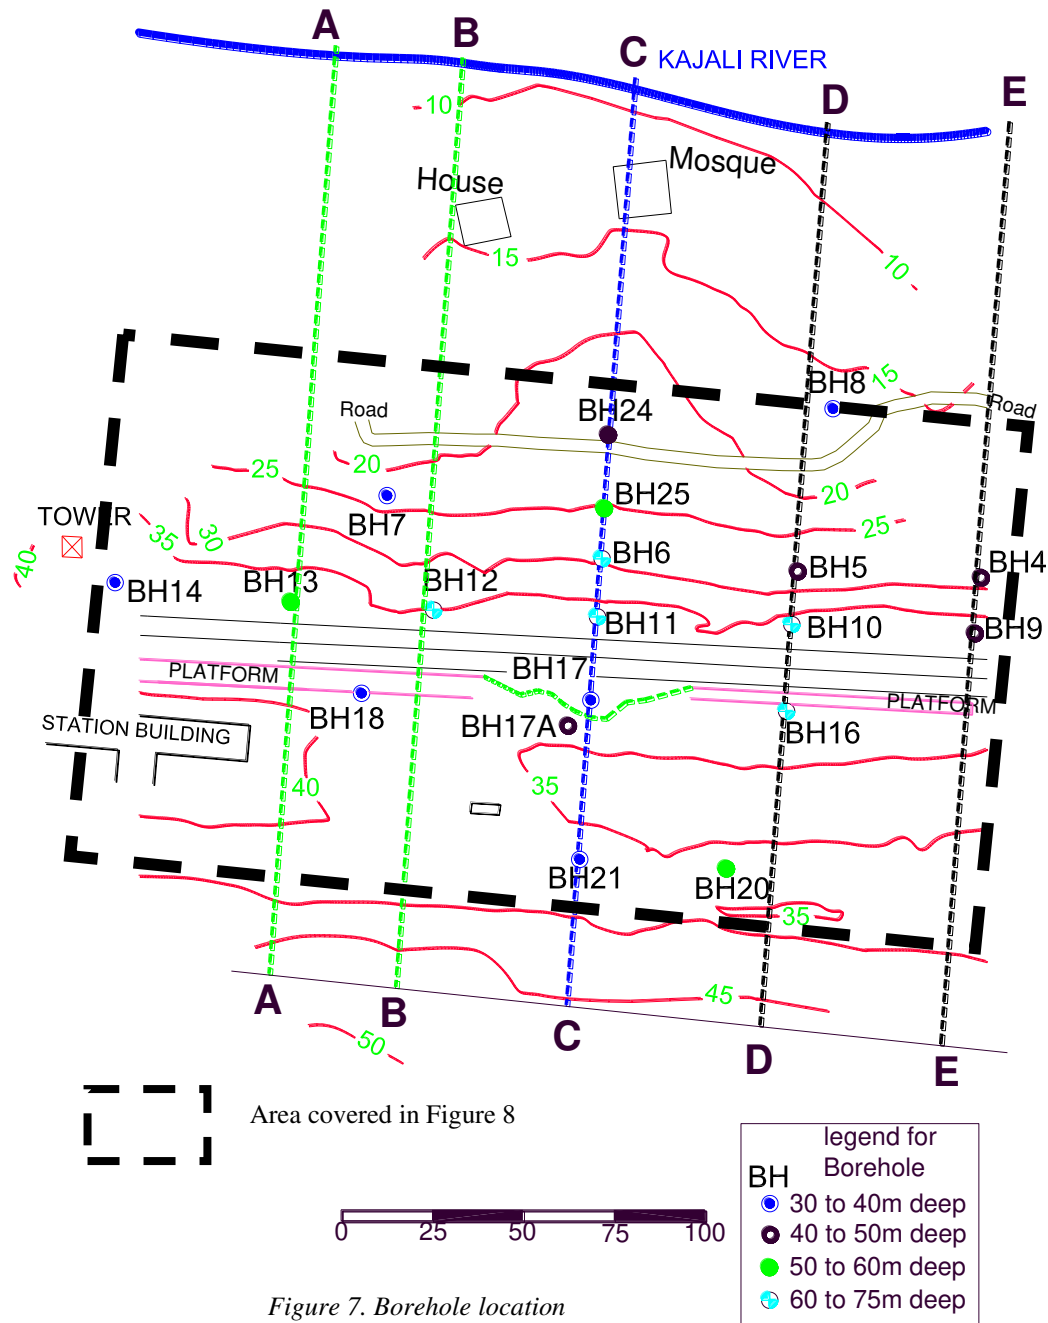 A
B
C
KAJALI RIVER
D
E
10
Mosque
House
15
10
15
BH8
Road
Road
BH24
20
25
20
BH25
BH7
25
TOWER
35
30
40
BH6
BH5
BH4
BH14
BH13
BH12
BH11
BH10
BH9
BH17
PLATFORM
PLATFORM
BH18
BH17A
BH16
STATION BUILDING
40
35
BH21
BH20
35
45
A
B
C
D
E
50
Area covered in Figure 8
0 25 50 75 100
legend for
Borehole
BH
30 to 40m deep
40 to 50m deep
50 to 60m deep
60 to 75m deep
Figure 7. Borehole location